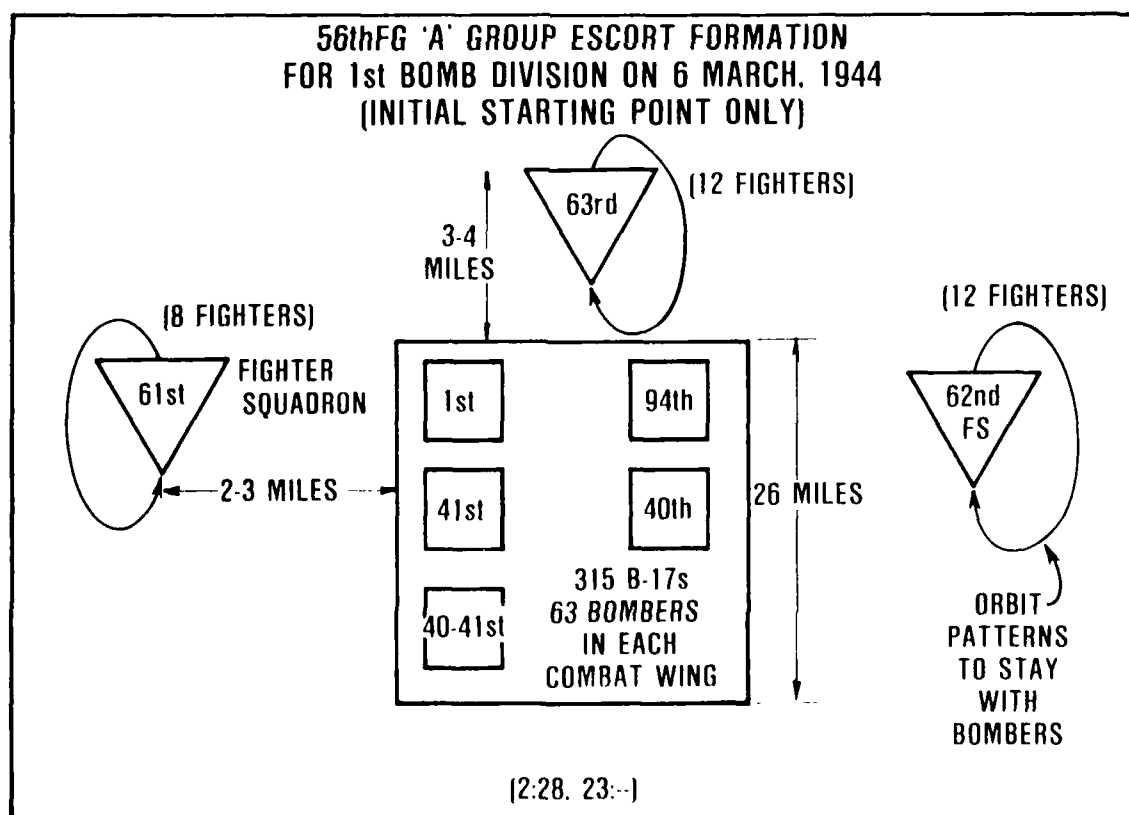 56thFG 'A' GROUP ESCORT FORMATION
FOR 1st BOMB DIVISION ON 6 MARCH, 1944
(INITIAL STARTING POINT ONLY)
63rd
(12 FIGHTERS)
3-4
MILES
(8 FIGHTERS)
61st
FIGHTER
SQUADRON
2-3 MILES
(12 FIGHTERS)
62nd
FS
1st
94th
41st
40th
40-41st
315 B-17s
63 BOMBERS
IN EACH
COMBAT WING
26 MILES
ORBIT
PATTERNS
TO STAY
WITH
BOMBERS
(2:28, 23:--)